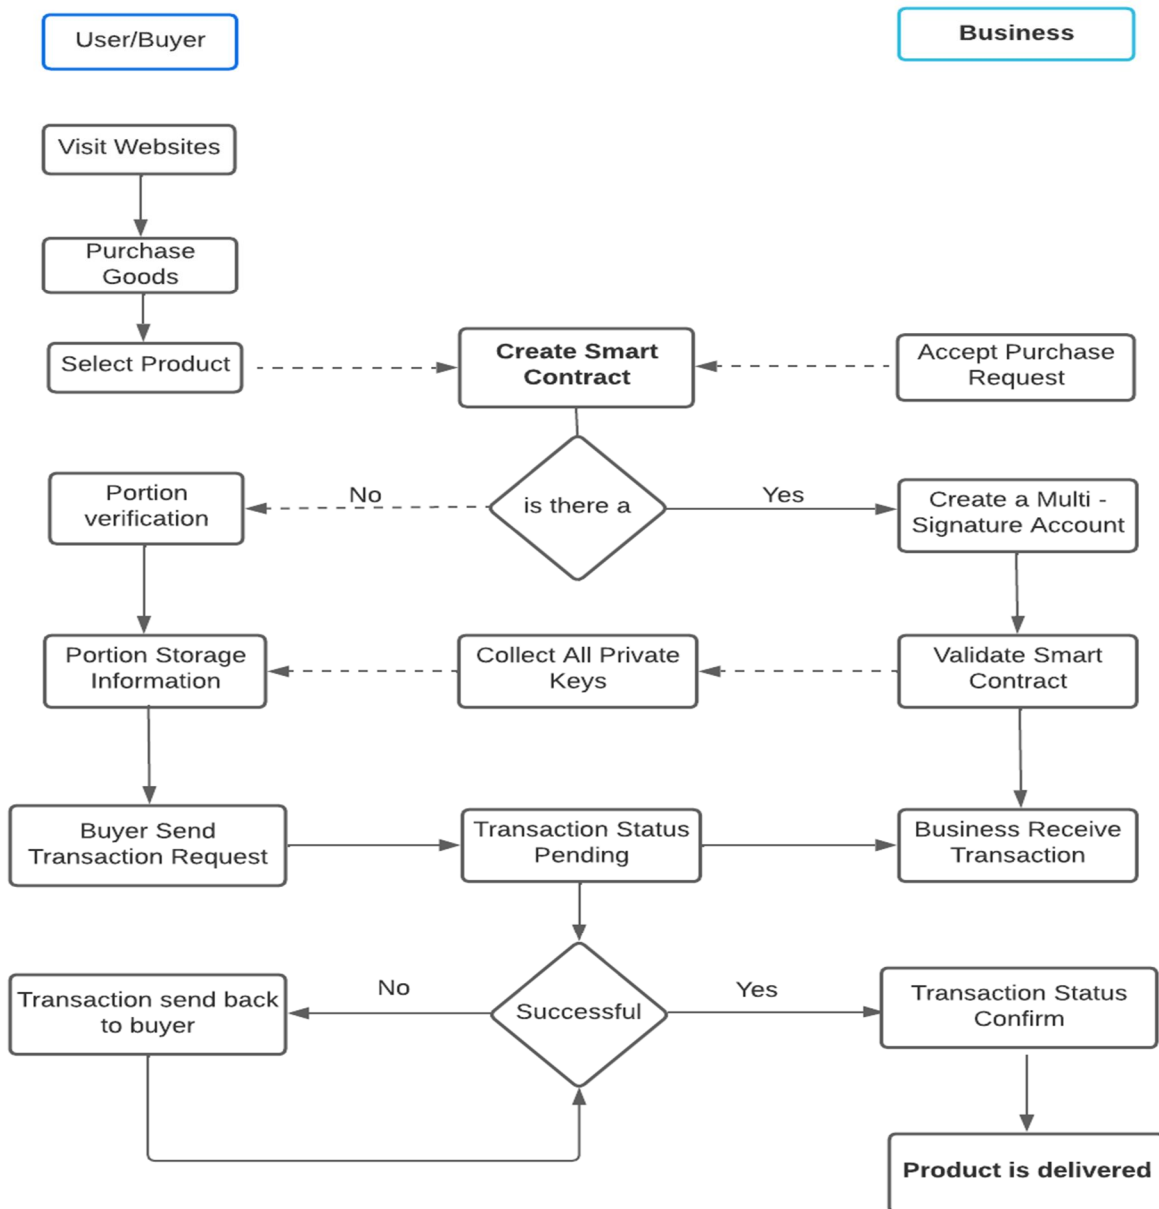 User/Buyer
Business
Visit Websites
Purchase
Goods
Select Product
Create Smart
Contract
Accept Purchase
Request
Portion
verification
No
is there a
Yes
Create a Multi -
Signature Account
Portion Storage
Information
Collect All Private
Keys
Validate Smart
Contract
Buyer Send
Transaction Request
Transaction Status
Pending
Business Receive
Transaction
Transaction send back
to buyer
No
Successful
Yes
Transaction Status
Confirm
Product is delivered